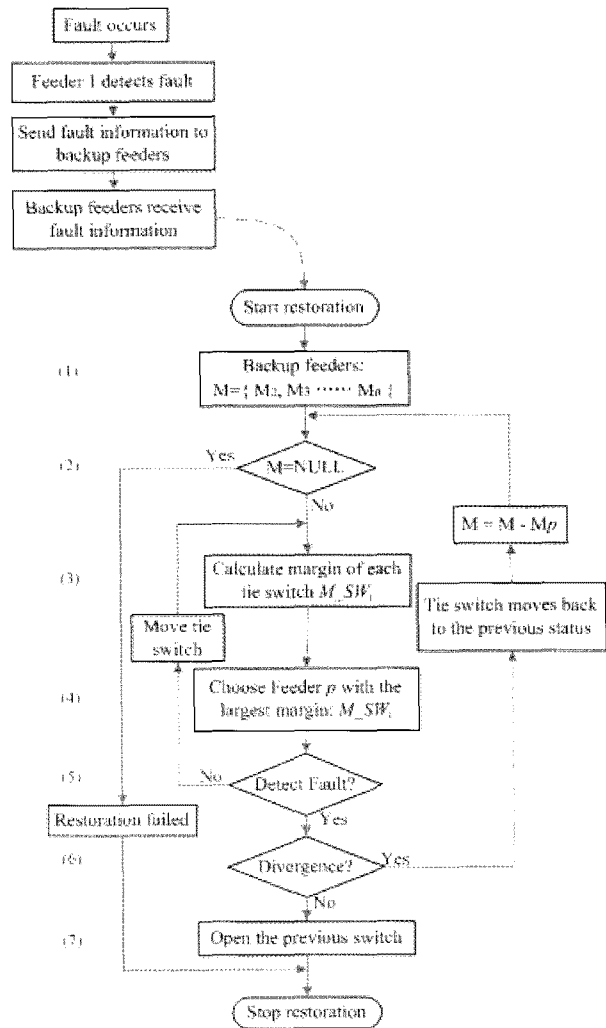 Fault occurs
Feeder 1 detects fault
Send fault information to
backup feeders
Backup feeders receive
fault information
Start restoration
(1)
Backup feeders:
M={ M2, M3 ······ Mn }
(2)
Yes
M=NULL
No
M = M - Mp
(3)
Calculate margin of each
tie switch M_SWi
Tie switch moves back
to the previous status
Move tie
switch
(4)
Choose Feeder p with the
largest margin: M_SWi
(5)
No
Detect Fault?
Yes
Restoration failed
(6)
Divergence?
Yes
No
(7)
Open the previous switch
Stop restoration